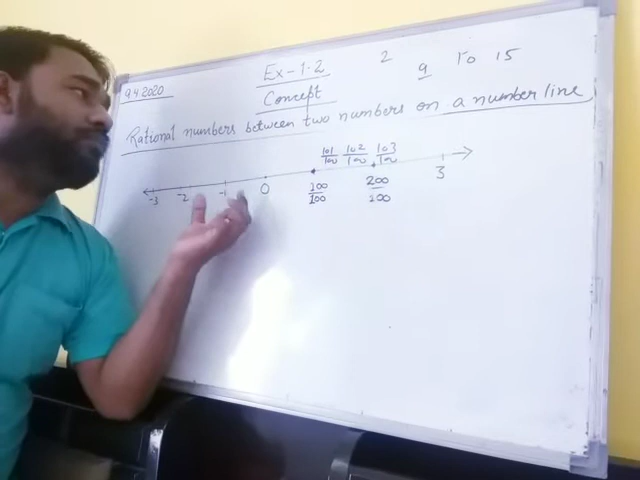 9.4.2020 Ex-1.2 2 9 10 15
Concept
Rational numbers between two numbers on a number line
101/100 102/100 103/100
-3 -2 -1 0 100/100 200/100 3